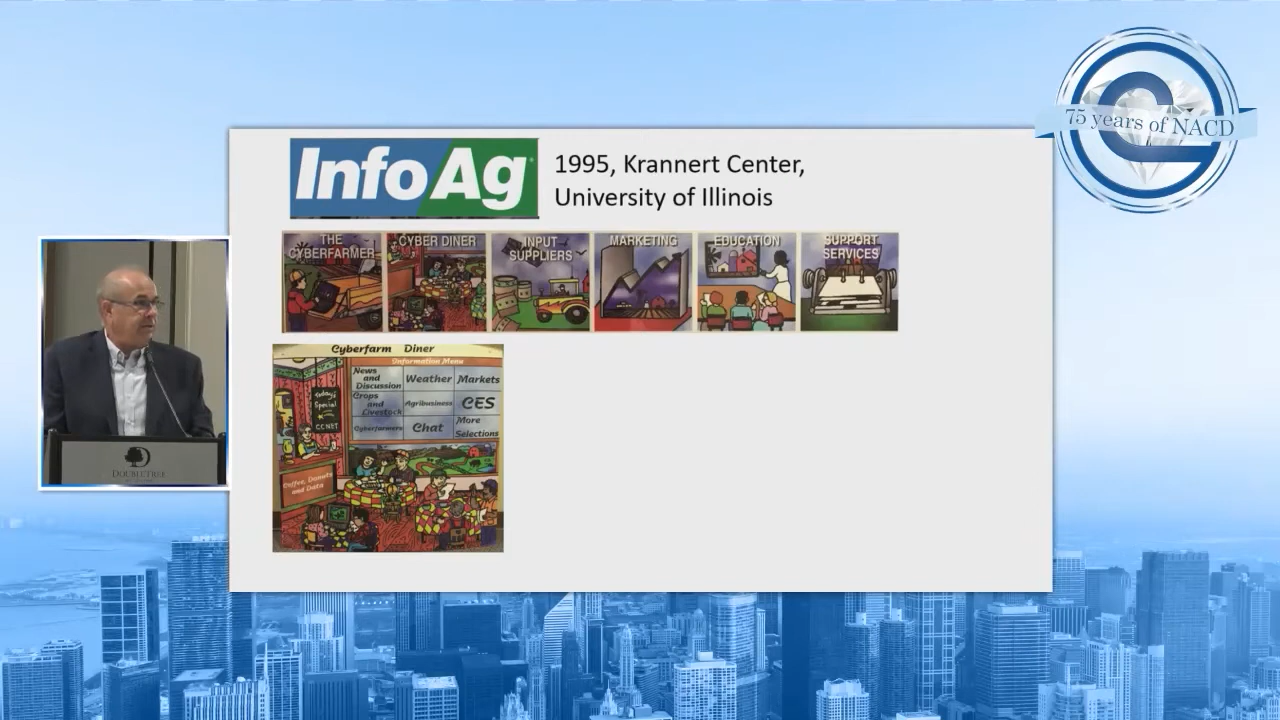 75 years of NACD
InfoAg
1995, Krannert Center,
University of Illinois
THE
CYBERFARMER
CYBER DINER
INPUT
SUPPLIERS
MARKETING
EDUCATION
SUPPORT
SERVICES
Cyberfarm Diner
Information Menu
News
and
Discussion
Weather
Markets
Crops
and
Livestock
Agribusiness
CES
Cyberfarmers
Chat
More
Selections
Today's
Special
CCNET
Coffee, Donuts
and Data
DOUBLETREE